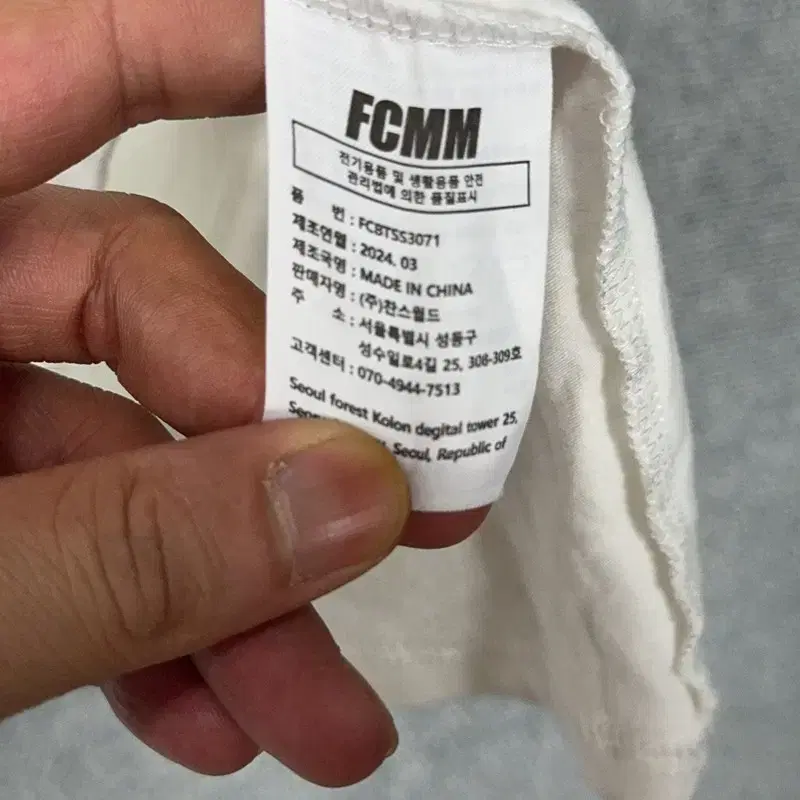 FCMM
전기용품 및 생활용품 안전
관리법에 의한 품질표시
품 번 : FCBTSS3071
제조연월 : 2024. 03
제조국명 : MADE IN CHINA
판매자명 : (주)찬스월드
주 소 : 서울특별시 성동구
성수일로4길 25, 308-309호
고객센터 : 070-4944-7513
Seoul forest Kolon degital tower 25,
Seoul, Republic of